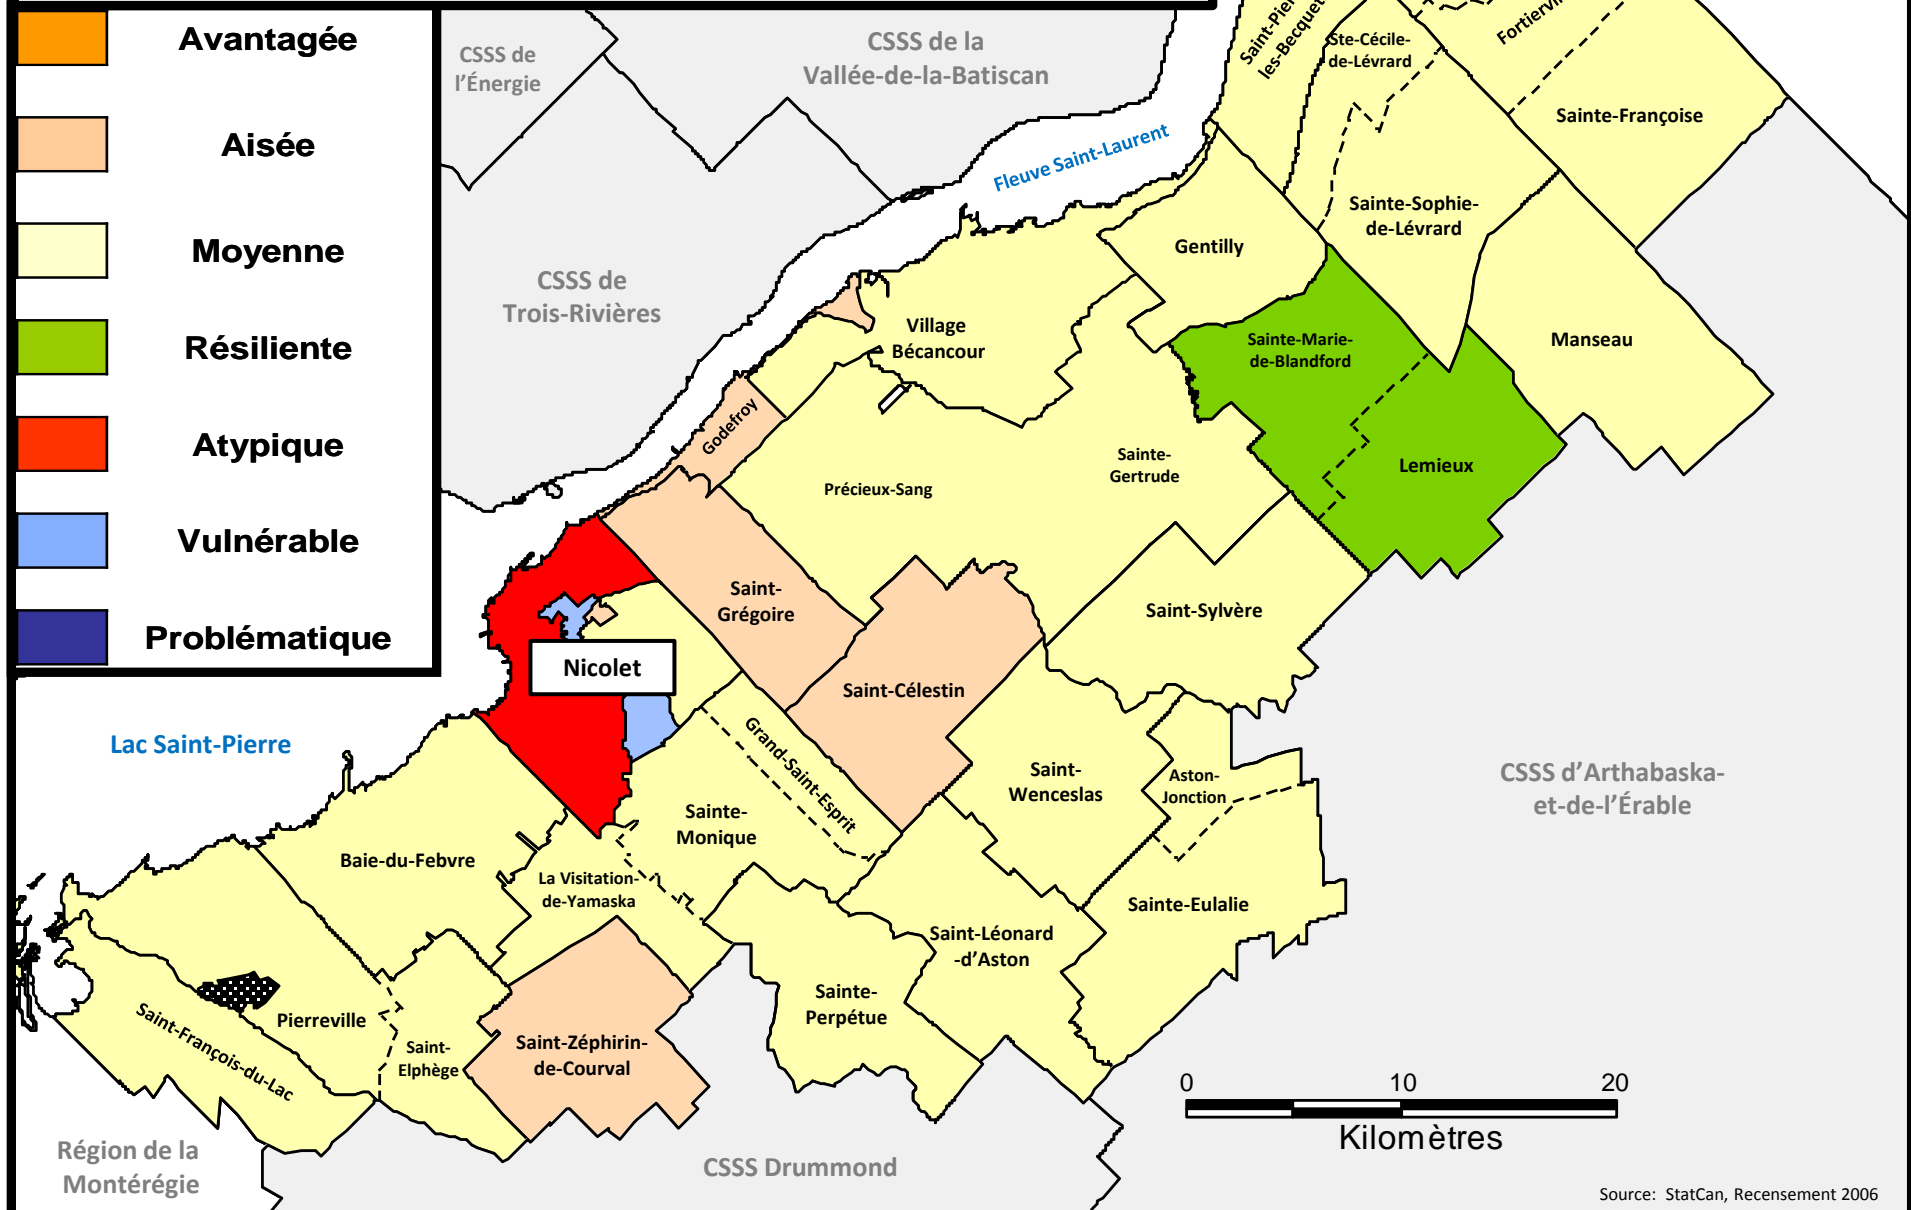 Avantagée
Aisée
Moyenne
Résiliente
Atypique
Vulnérable
Problématique
CSSS de
l'Énergie
CSSS de la
Vallée-de-la-Batiscan
CSSS de
Trois-Rivières
Fleuve Saint-Laurent
les-Becquet
Ste-Cécile-
de-Lévrard
Sainte-Françoise
Sainte-Sophie-
de-Lévrard
Gentilly
Village
Bécancour
Sainte-Marie-
de-Blandford
Manseau
Lemieux
Godefroy
Précieux-Sang
Sainte-
Gertrude
Saint-
Grégoire
Saint-Sylvère
Nicolet
Saint-Célestin
Lac Saint-Pierre
Grand-Saint-Esprit
Saint-
Wenceslas
Aston-
Jonction
CSSS d'Arthabaska-
et-de-l'Érable
Sainte-
Monique
Baie-du-Febvre
La Visitation-
de-Yamaska
Sainte-Eulalie
Saint-Léonard
-d'Aston
Sainte-
Perpétue
Pierreville
Saint-François-du-Lac
Saint-
Elphège
Saint-Zéphirin-
de-Courval
0 10 20
Kilomètres
Région de la
Montérégie
CSSS Drummond
Source: StatCan, Recensement 2006